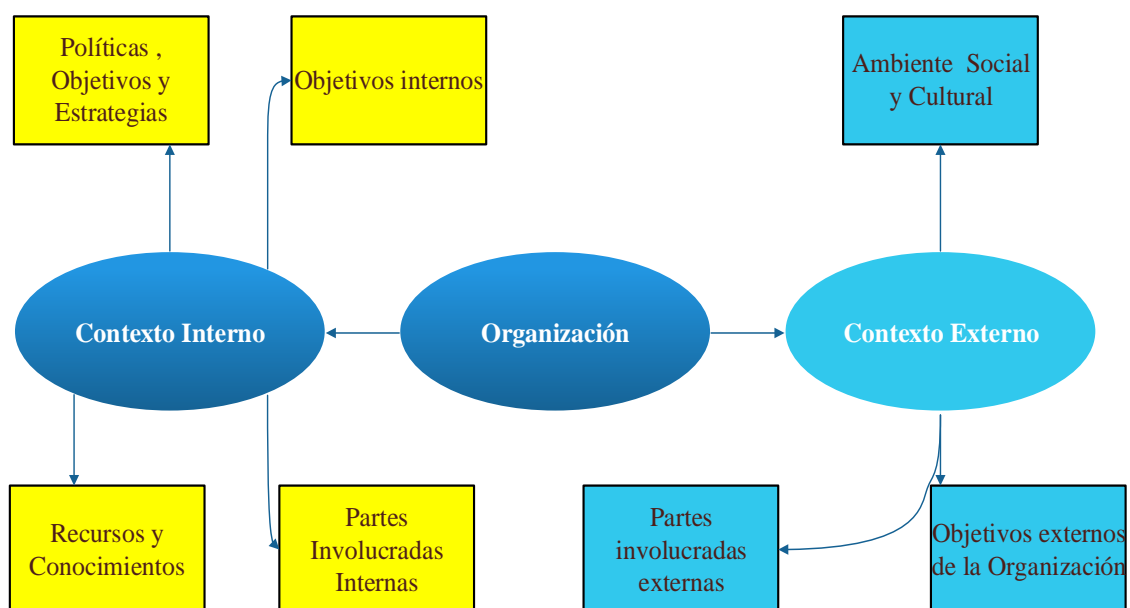 Políticas ,
Objetivos y
Estrategias
Objetivos internos
Ambiente Social
y Cultural
Contexto Interno
Organización
Contexto Externo
Recursos y
Conocimientos
Partes
Involucradas
Internas
Partes
involucradas
externas
Objetivos externos
de la Organización